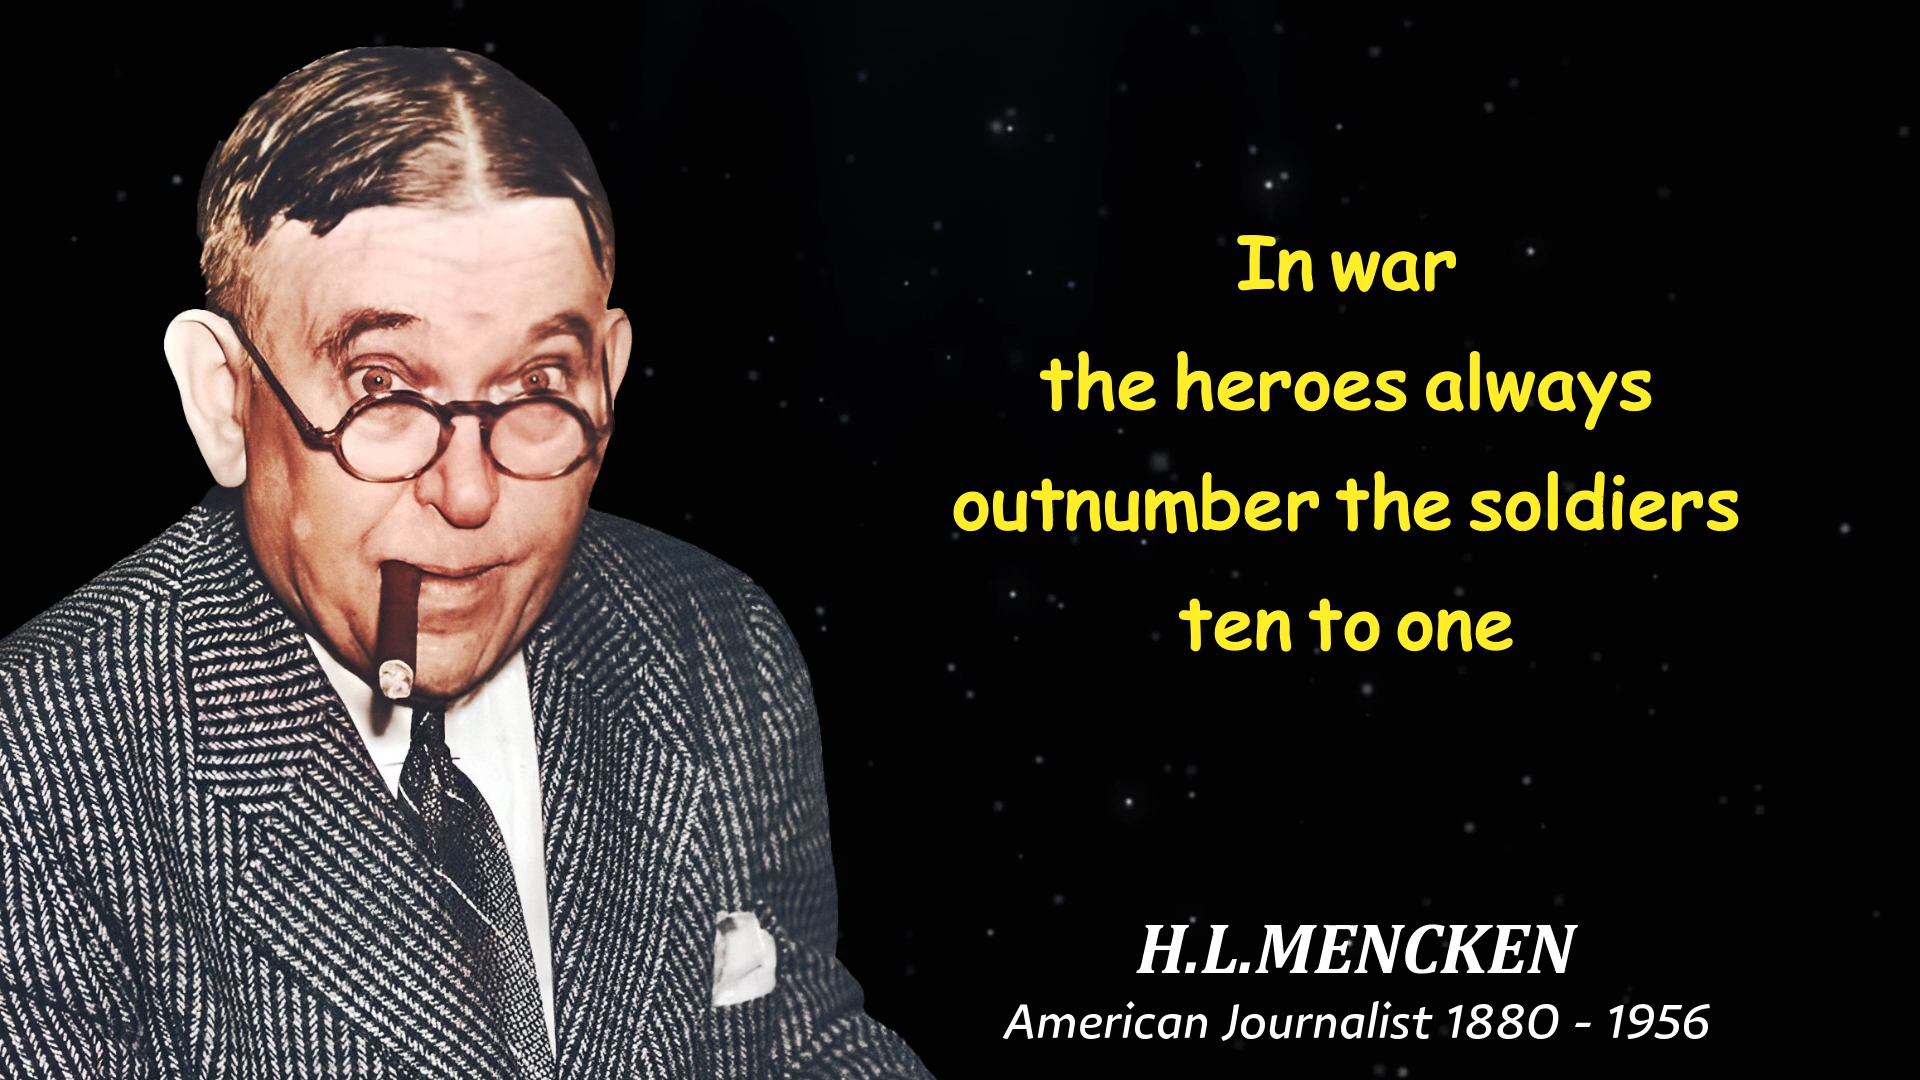 In war
the heroes always
outnumber the soldiers
ten to one
H.L.MENCKEN
American Journalist 1880 - 1956